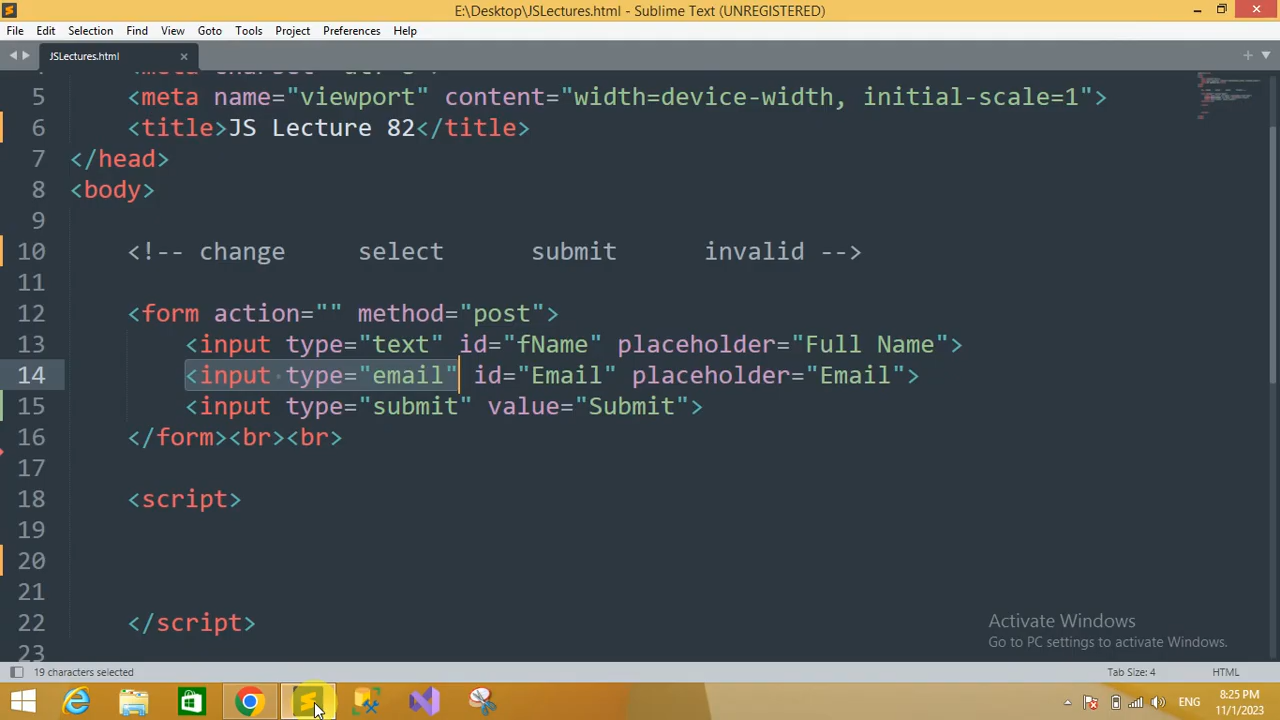 E:\Desktop\JSLectures.html - Sublime Text (UNREGISTERED)
File Edit Selection Find View Goto Tools Project Preferences Help
JSLectures.html
5 <meta name="viewport" content="width=device-width, initial-scale=1">
6 <title>JS Lecture 82</title>
7 </head>
8 <body>
9
10 <!-- change select submit invalid -->
11
12 <form action="" method="post">
13 <input type="text" id="fName" placeholder="Full Name">
14 <input type="email" id="Email" placeholder="Email">
15 <input type="submit" value="Submit">
16 </form><br><br>
17
18 <script>
19
20
21
22 </script>
23
Activate Windows
Go to PC settings to activate Windows.
19 characters selected Tab Size: 4 HTML
ENG 8:25 PM
11/1/2023